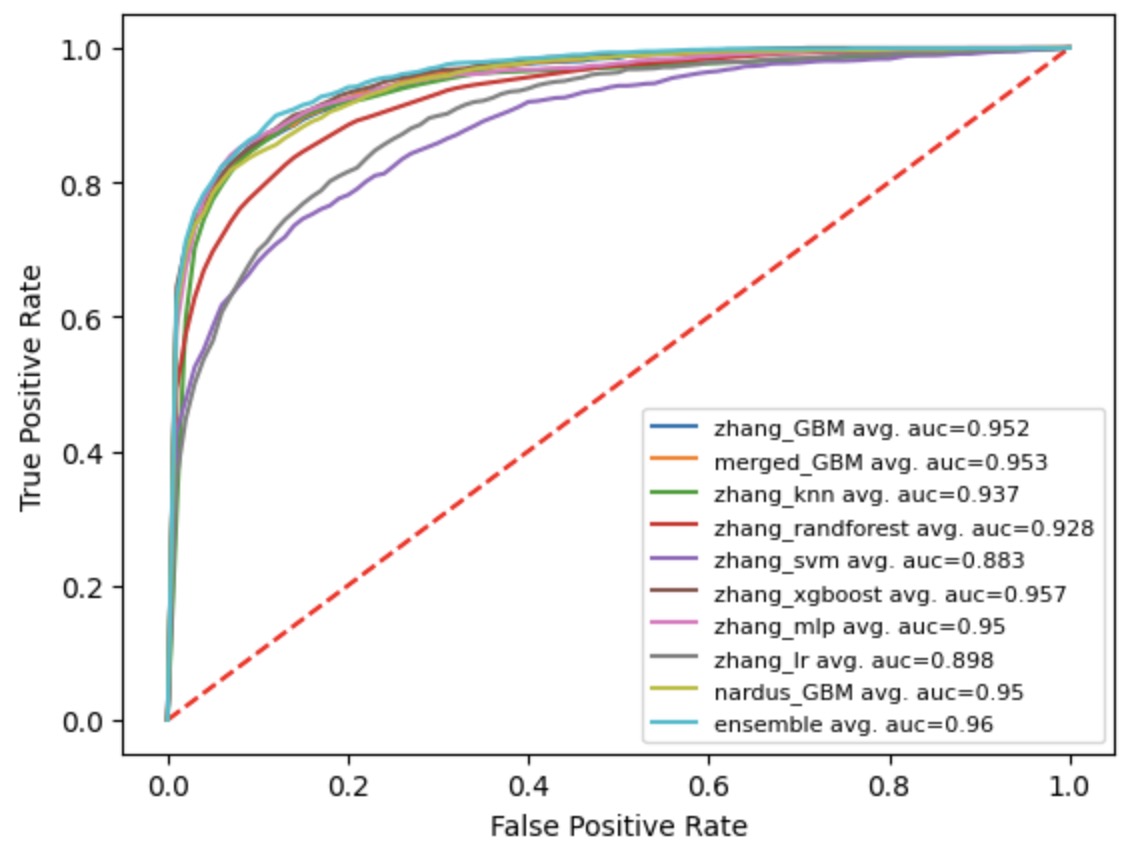 1.0
0.8
0.6
0.4
0.2
0.0
True Positive Rate
zhang_GBM avg. auc=0.952
merged_GBM avg. auc=0.953
zhang_knn avg. auc=0.937
zhang_randforest avg. auc=0.928
zhang_svm avg. auc=0.883
zhang_xgboost avg. auc=0.957
zhang_mlp avg. auc=0.95
zhang_lr avg. auc=0.898
nardus_GBM avg. auc=0.95
ensemble avg. auc=0.96
0.0 0.2 0.4 0.6 0.8 1.0
False Positive Rate